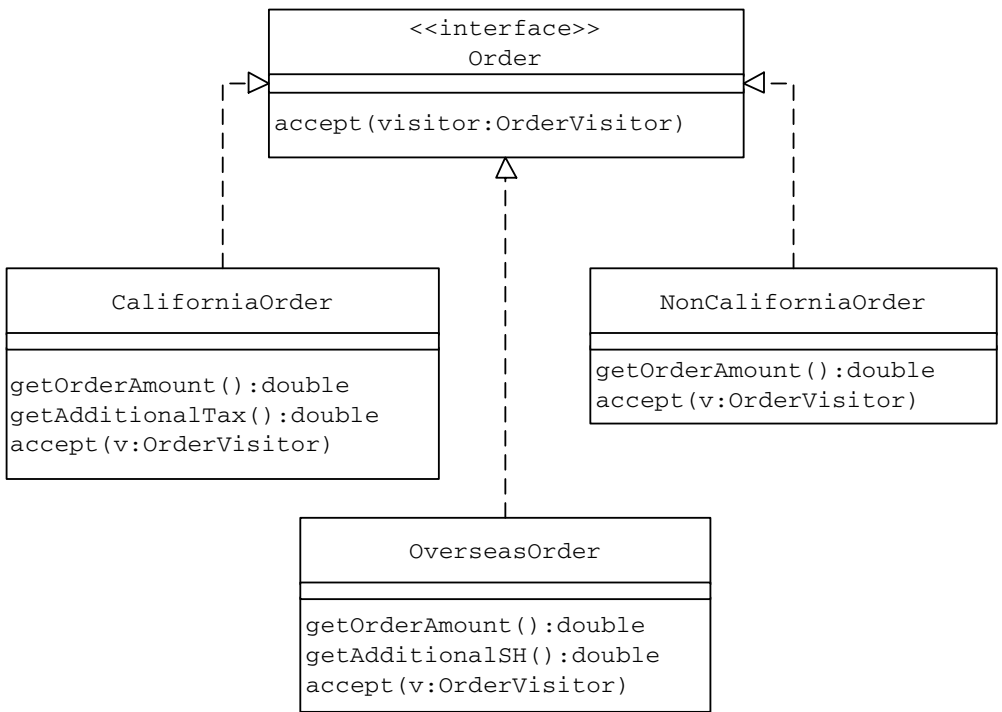 <<interface>>
Order
accept(visitor:OrderVisitor)
CaliforniaOrder
getOrderAmount():double
getAdditionalTax():double
accept(v:OrderVisitor)
NonCaliforniaOrder
getOrderAmount():double
accept(v:OrderVisitor)
OverseasOrder
getOrderAmount():double
getAdditionalSH():double
accept(v:OrderVisitor)